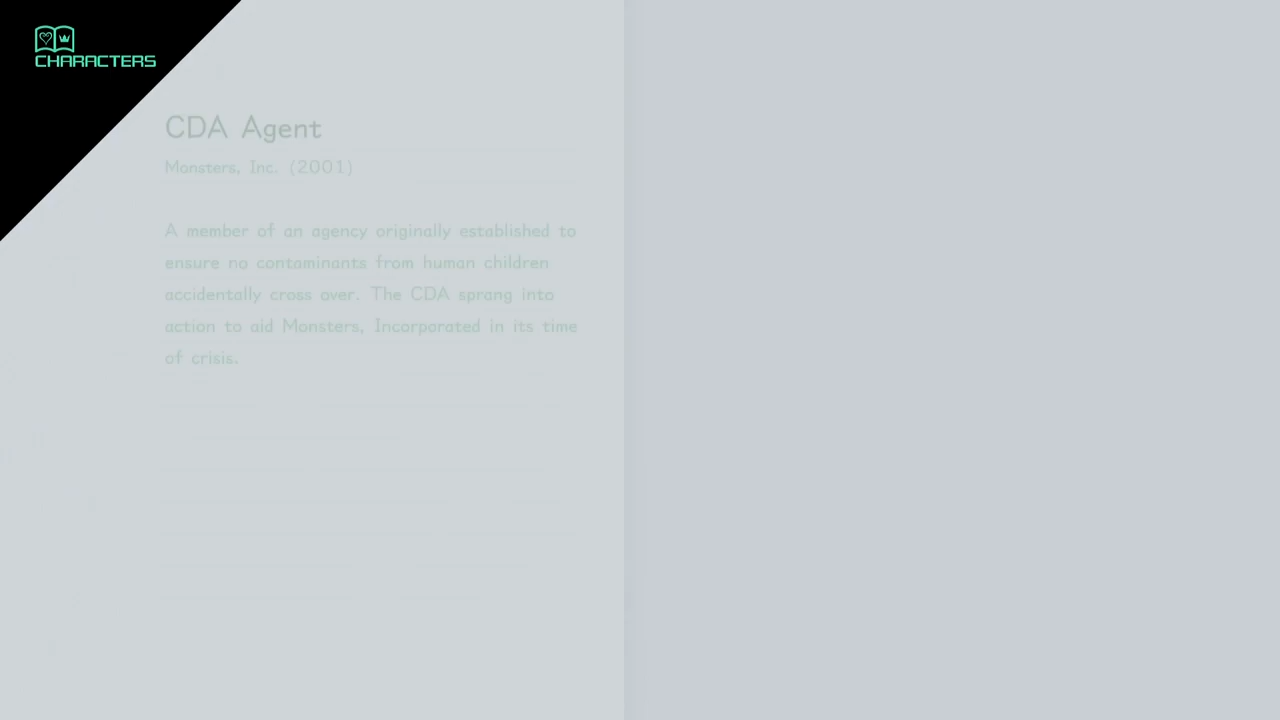 CHARACTERS
CDA Agent
Monsters, Inc. (2001)
A member of an agency originally established to
ensure no contaminants from human children
accidentally cross over. The CDA sprang into
action to aid Monsters, Incorporated in its time
of crisis.